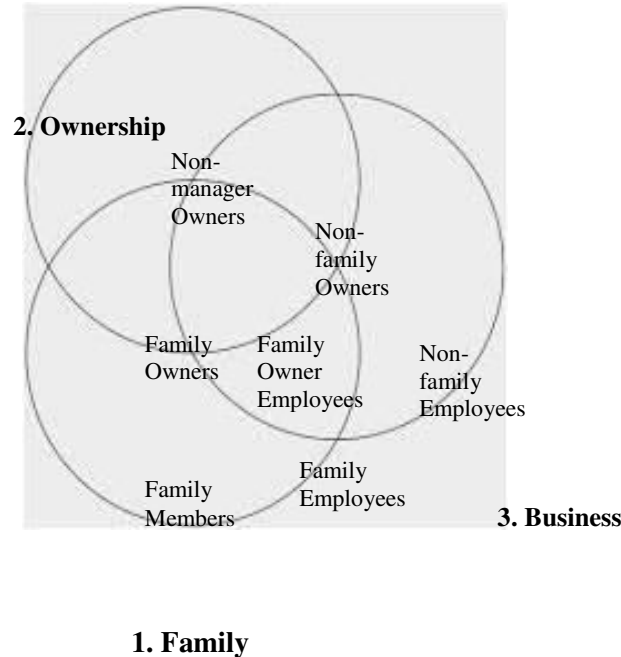 2. Ownership
Non-
manager
Owners
Non-
family
Owners
Family
Owners
Family
Owner
Employees
Non-
family
Employees
Family
Members
Family
Employees
3. Business
1. Family